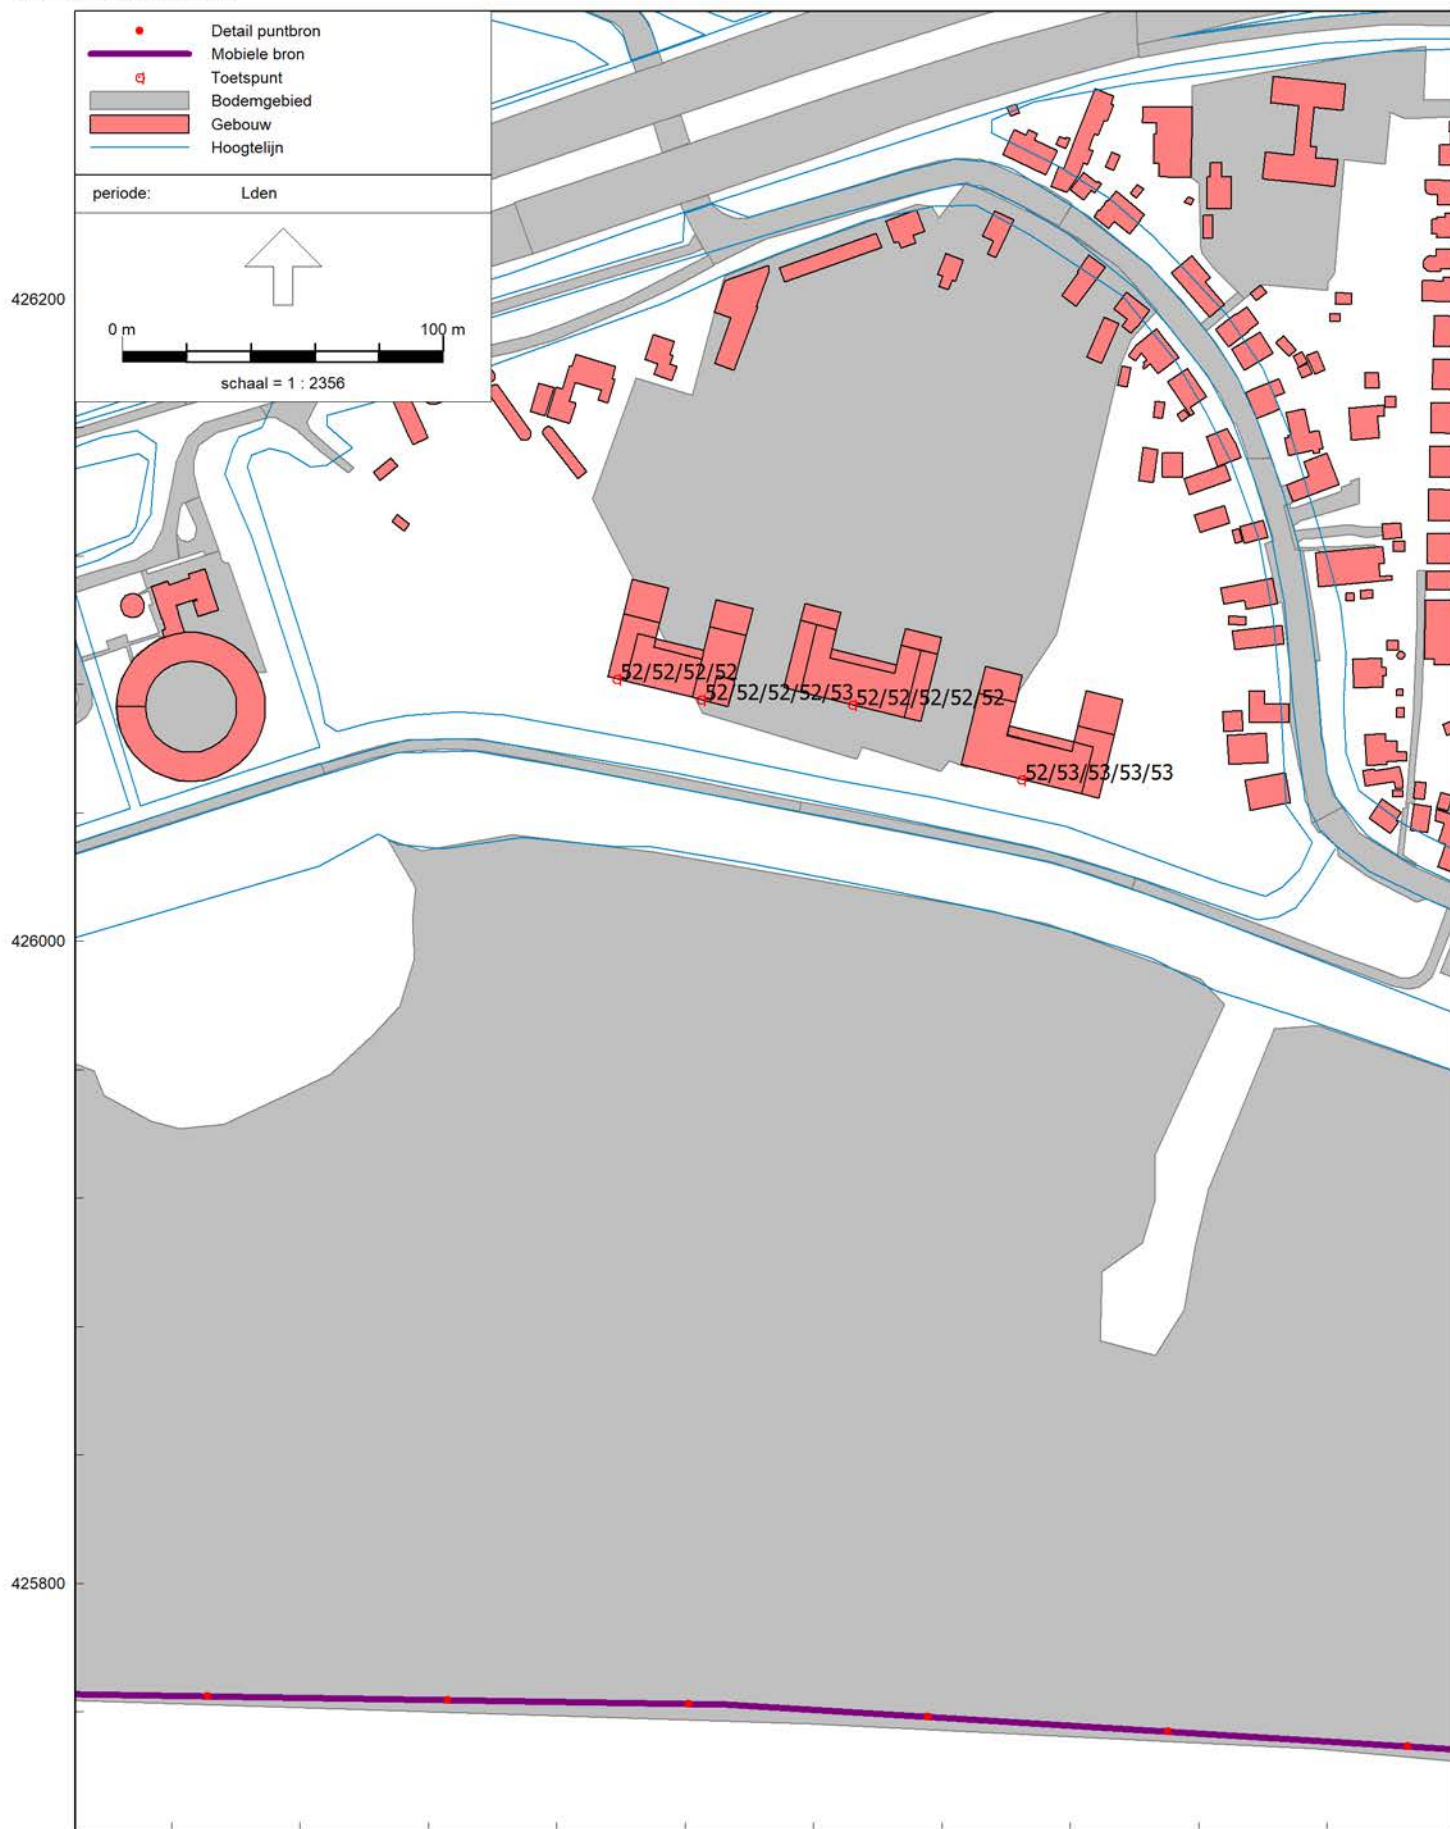 Detail puntbron
Mobiele bron
Toetspunt
Bodemgebied
Gebouw
Hoogtelijn
periode: Lden
0 m 100 m
schaal = 1 : 2356
426200
52/52/52/52
52/52/52/52/53
52/52/52/52/52
52/53/53/53/53
426000
425800